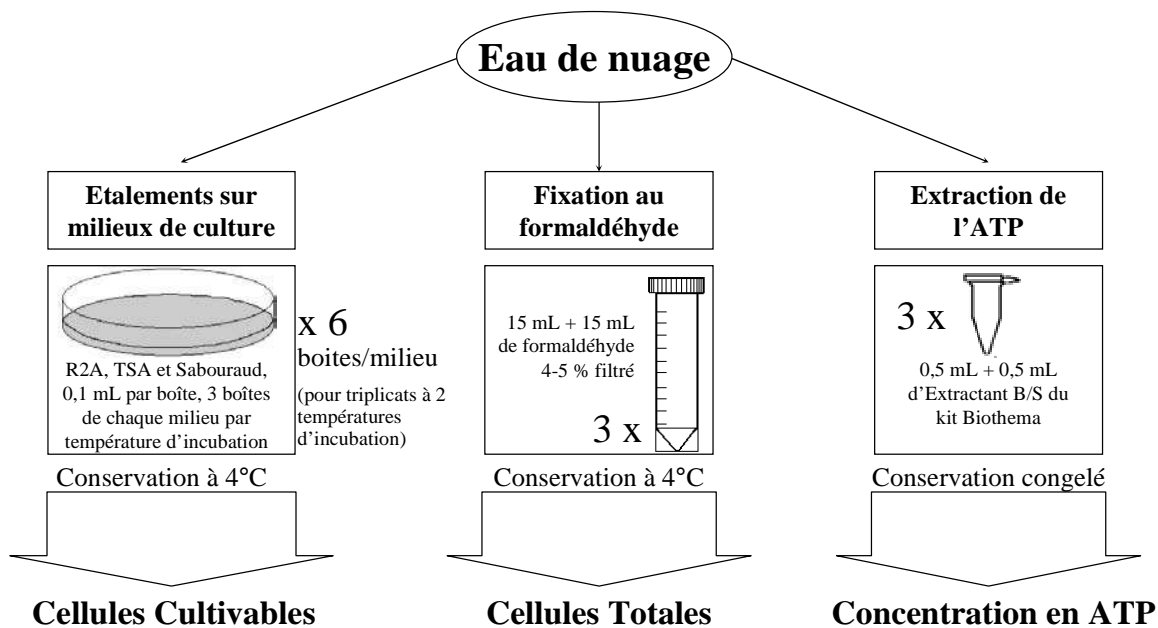 Eau de nuage
Etalements sur
milieux de culture
x 6
boites/milieu
(pour triplicats à 2
températures
d'incubation)
R2A, TSA et Sabouraud,
0,1 mL par boîte, 3 boîtes
de chaque milieu par
température d'incubation
Conservation à 4°C
Cellules Cultivables
Fixation au
formaldéhyde
15 mL + 15 mL
de formaldéhyde
4-5 % filtré
3 x
Conservation à 4°C
Cellules Totales
Extraction de
l'ATP
3 x
0,5 mL + 0,5 mL
d'Extractant B/S du
kit Biothema
Conservation congelé
Concentration en ATP